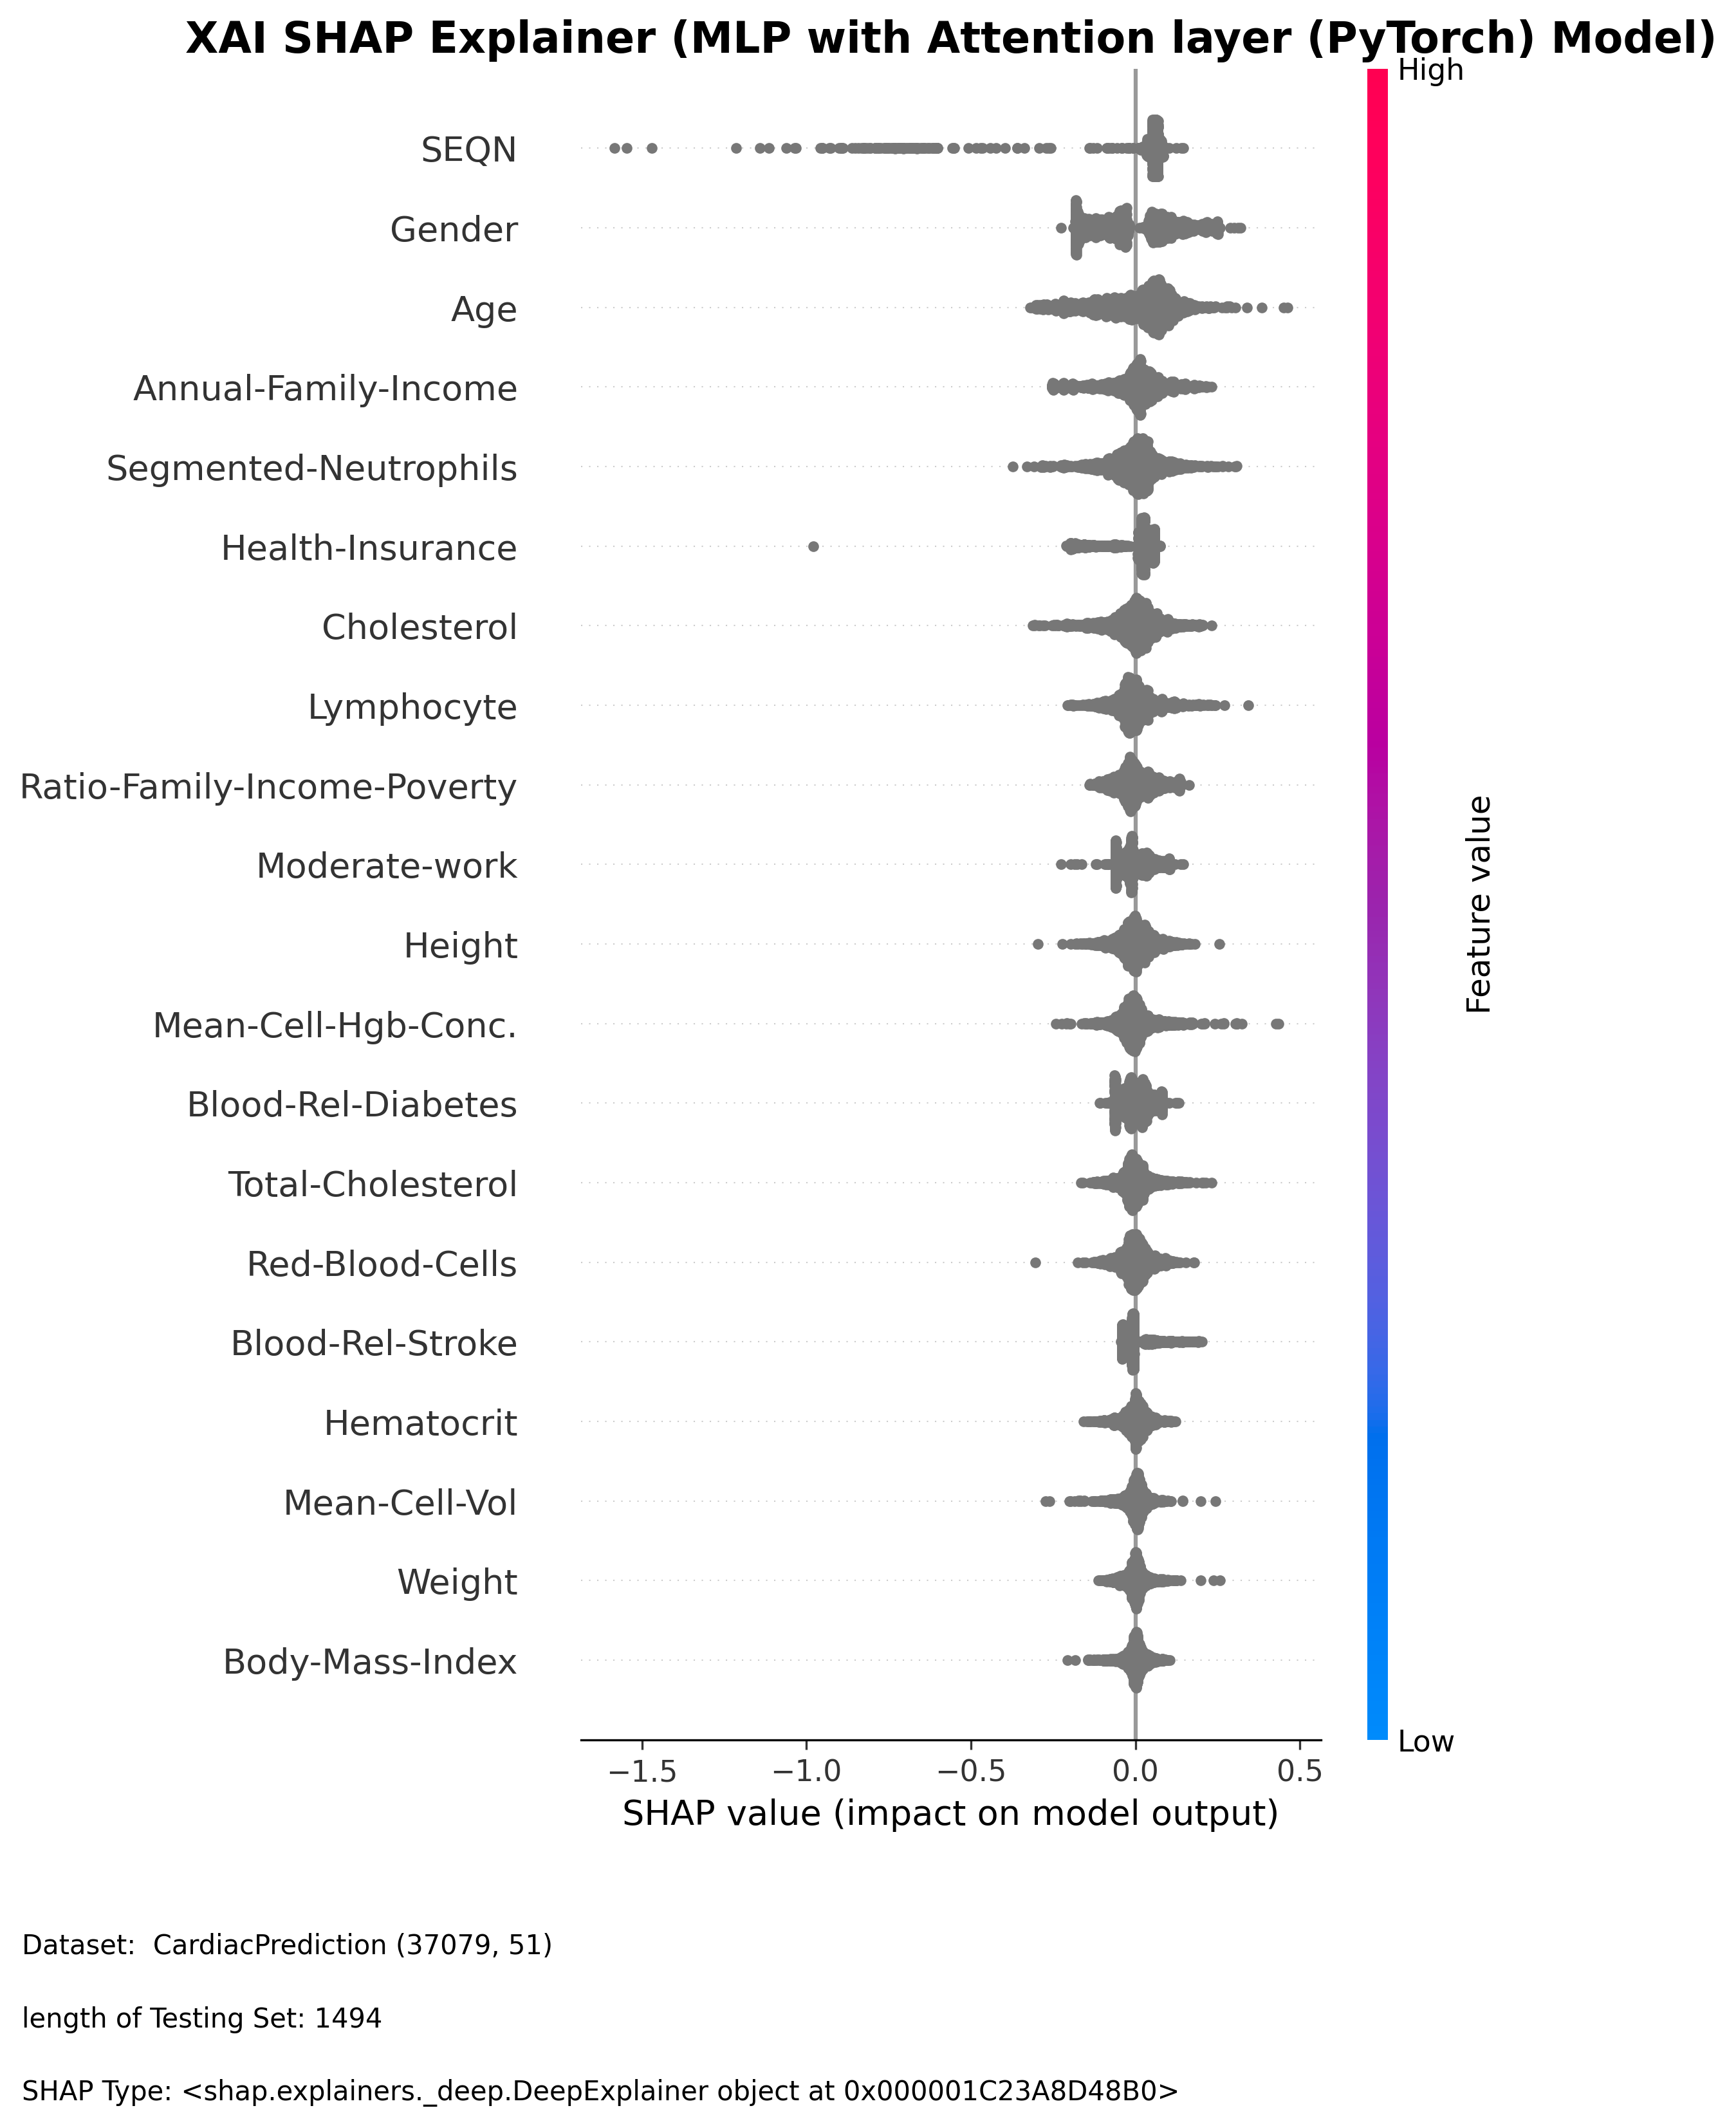 XAI SHAP Explainer (MLP with Attention layer (PyTorch) Model)
High
SEQN
Gender
Age
Annual-Family-Income
Segmented-Neutrophils
Health-Insurance
Cholesterol
Lymphocyte
Ratio-Family-Income-Poverty
Moderate-work
Height
Mean-Cell-Hgb-Conc.
Blood-Rel-Diabetes
Total-Cholesterol
Red-Blood-Cells
Blood-Rel-Stroke
Hematocrit
Mean-Cell-Vol
Weight
Body-Mass-Index
Feature value
Low
−1.5 −1.0 −0.5 0.0 0.5
SHAP value (impact on model output)
Dataset:  CardiacPrediction (37079, 51)
length of Testing Set: 1494
SHAP Type: <shap.explainers._deep.DeepExplainer object at 0x000001C23A8D48B0>